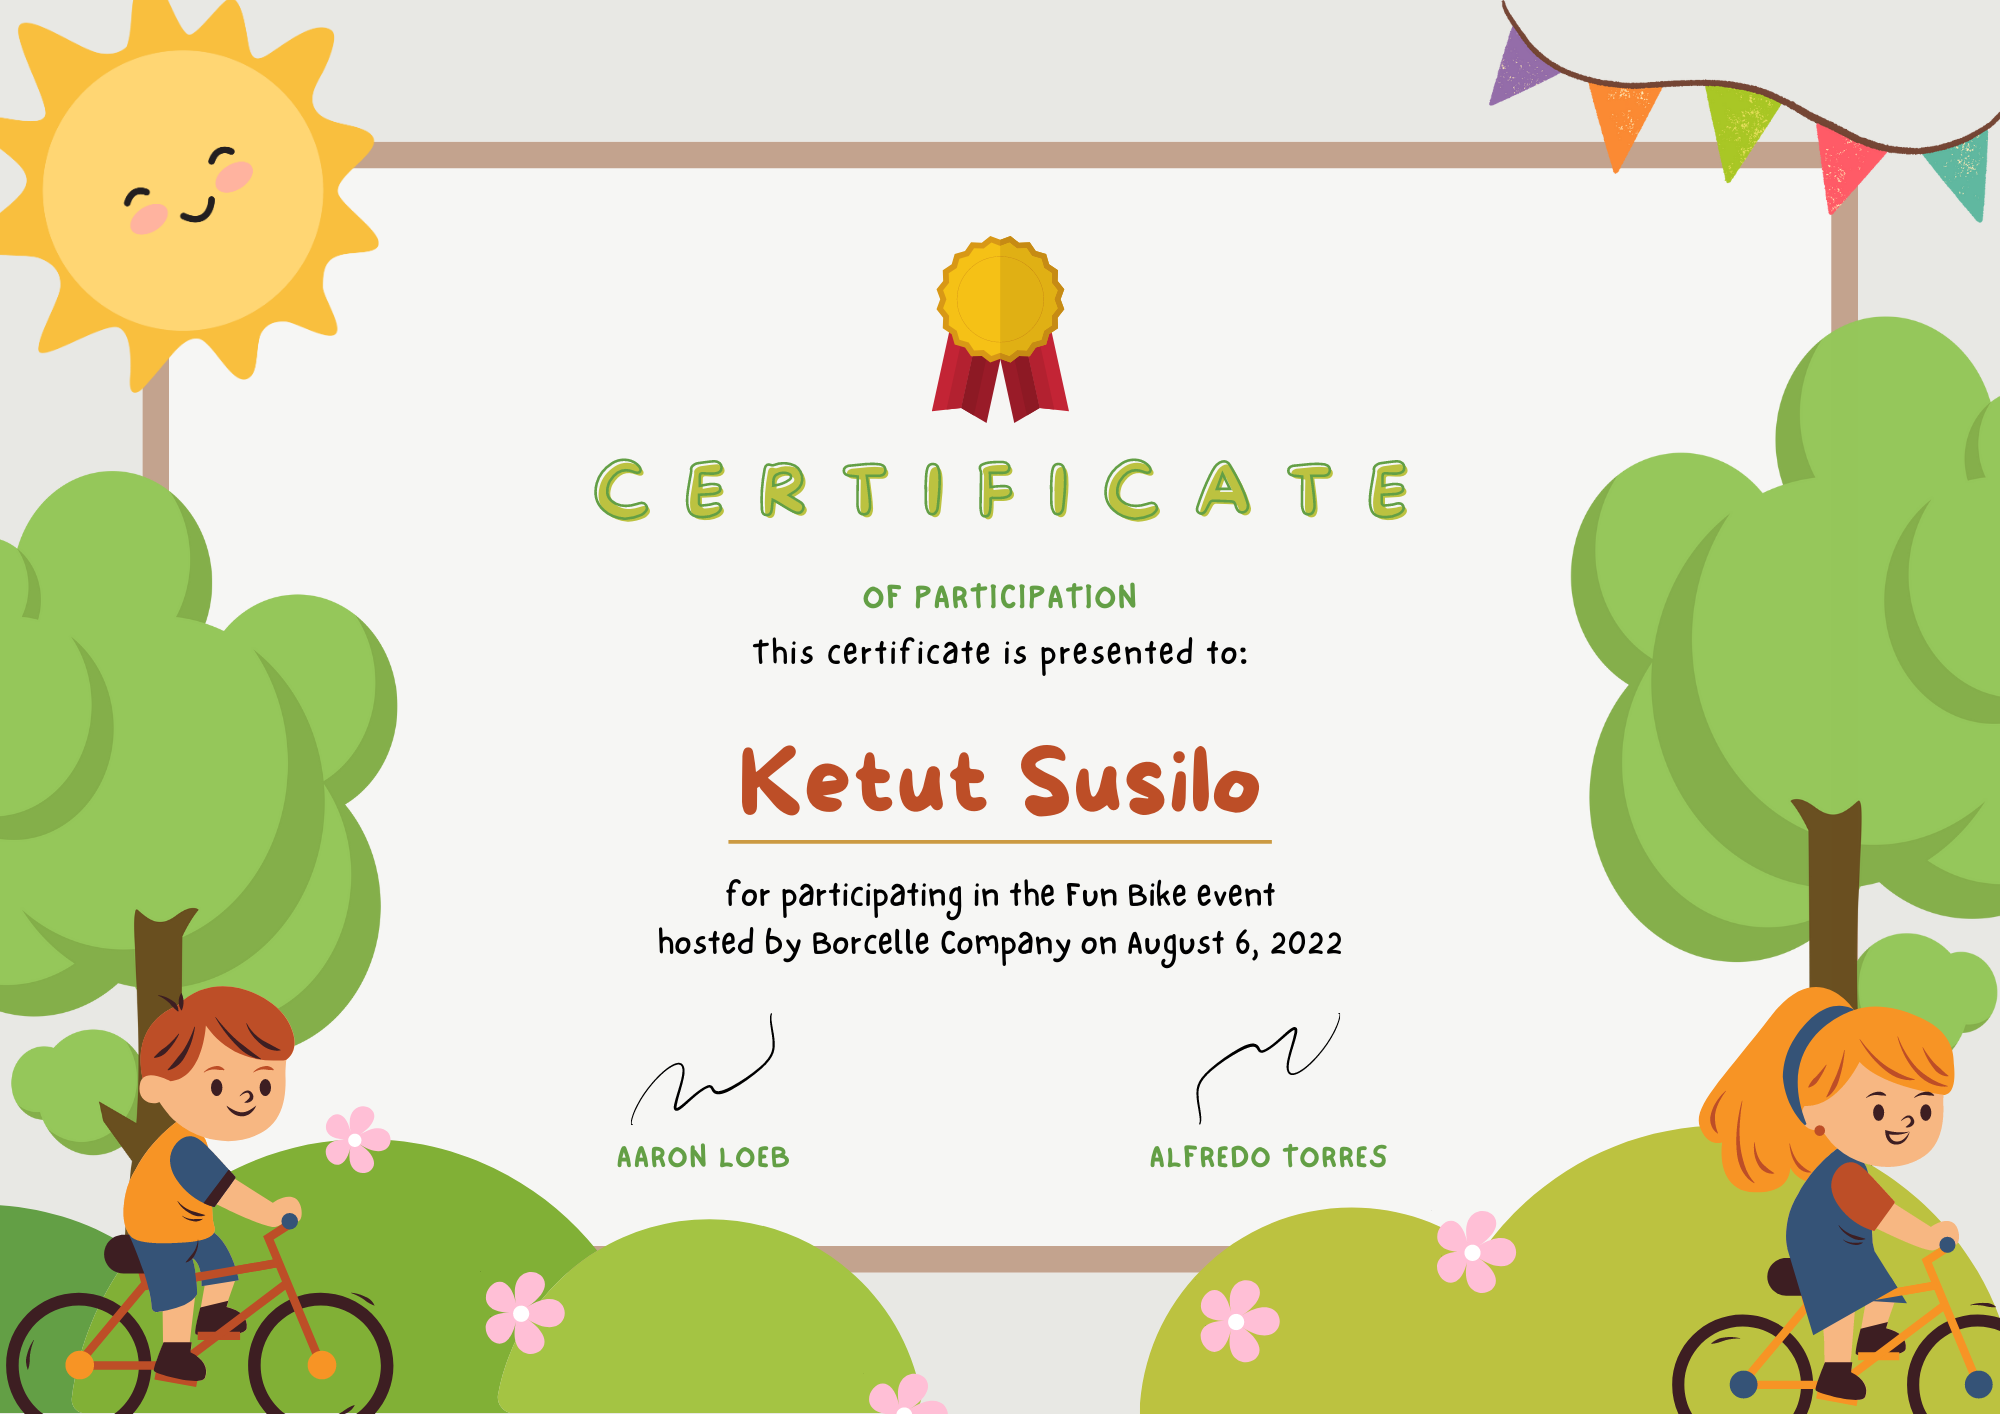 CERTIFICATE
OF PARTICIPATION
This certificate is presented to:
Ketut Susilo
for participating in the Fun Bike event
hosted by Borcelle Company on August 6, 2022
AARON LOEB
ALFREDO TORRES